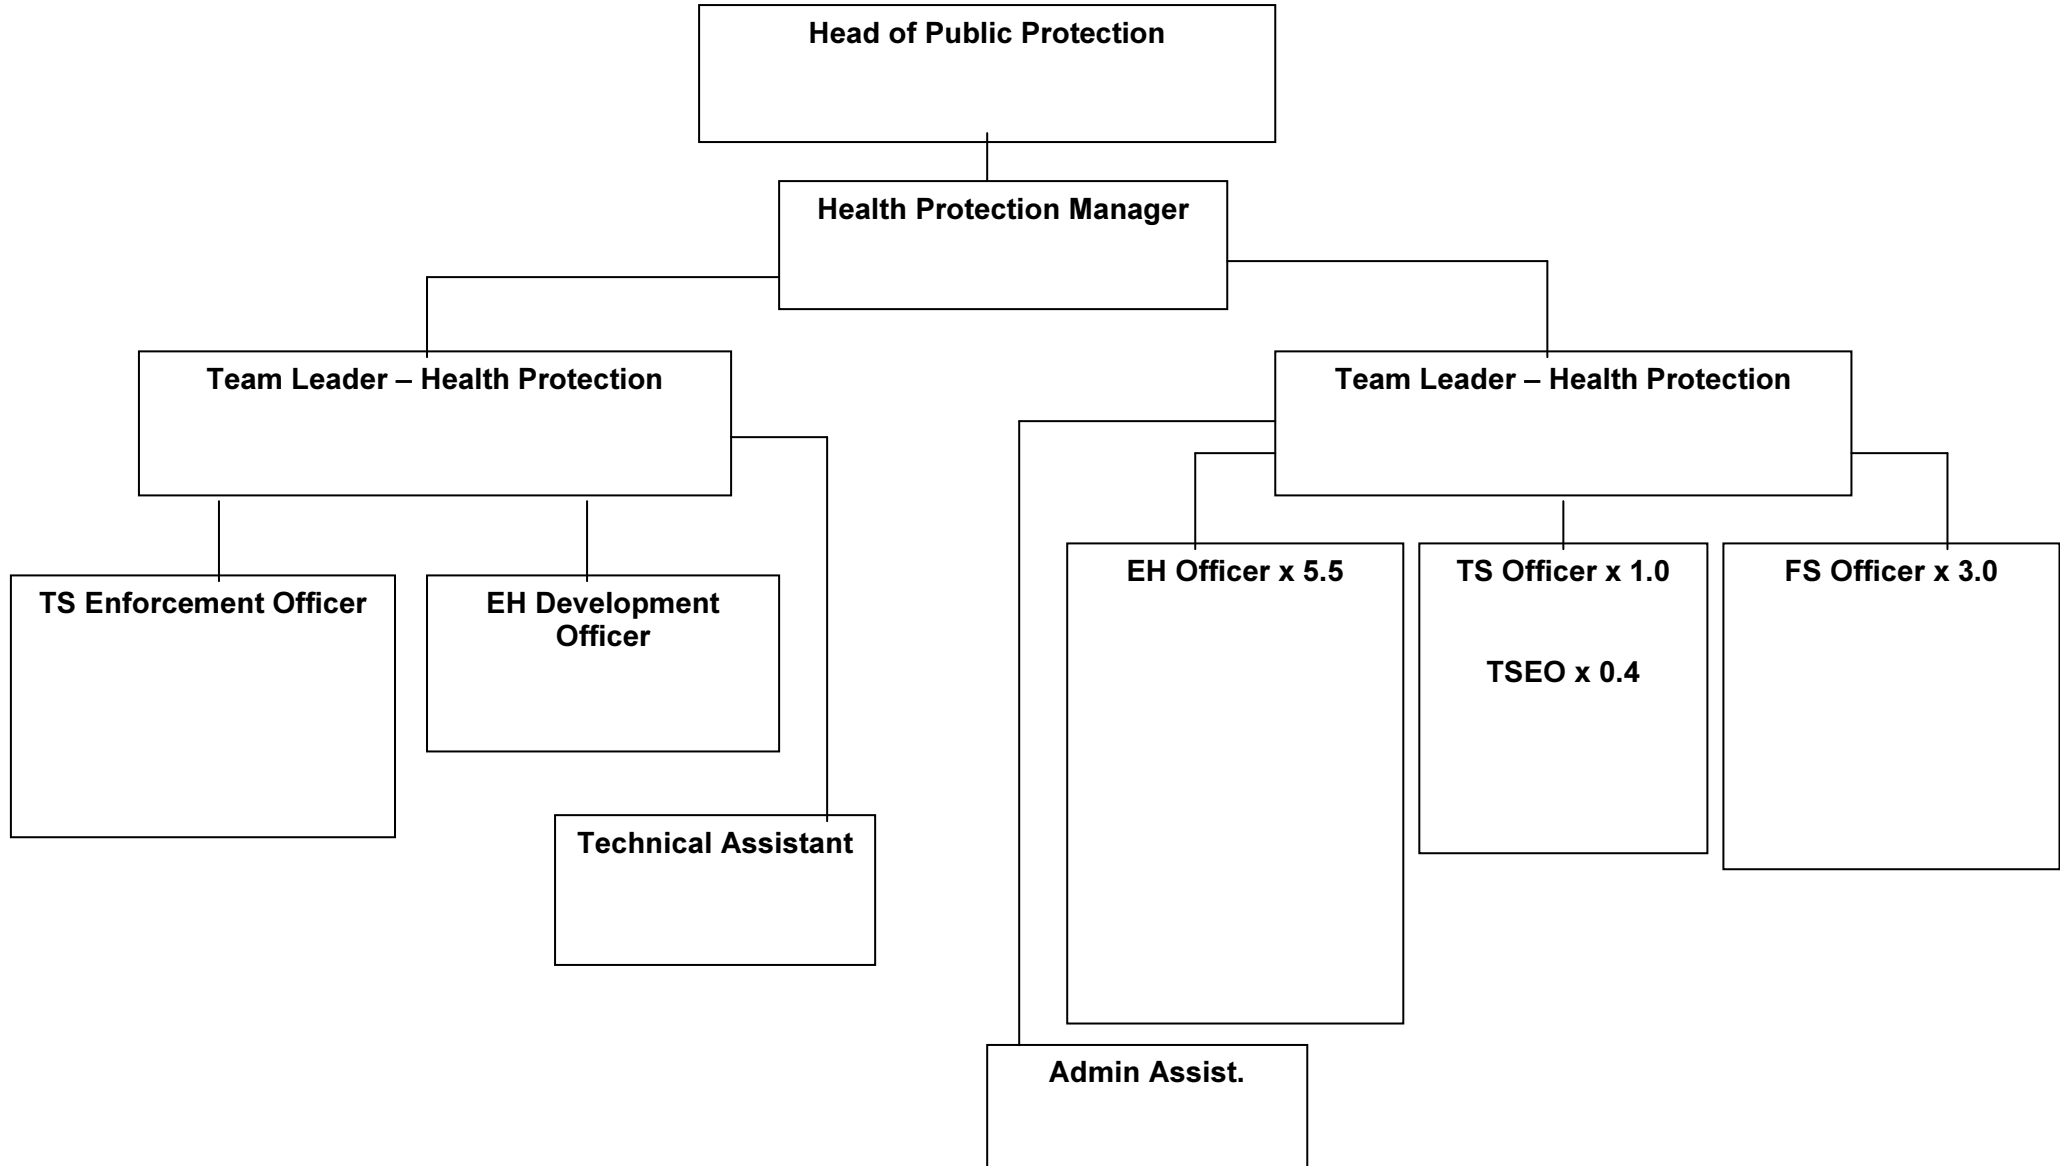 Head of Public Protection
Health Protection Manager
Team Leader – Health Protection
Team Leader – Health Protection
TS Enforcement Officer
EH Development
Officer
Technical Assistant
EH Officer x 5.5
TS Officer x 1.0
TSEO x 0.4
FS Officer x 3.0
Admin Assist.